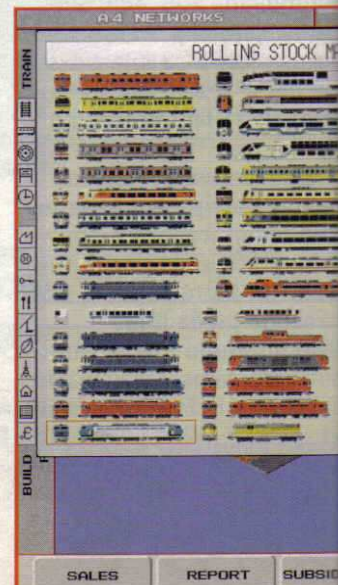 A.4 NETWORKS
ROLLING STOCK
TRAIN
£
BUILD
SALES
REPORT
SUBSID